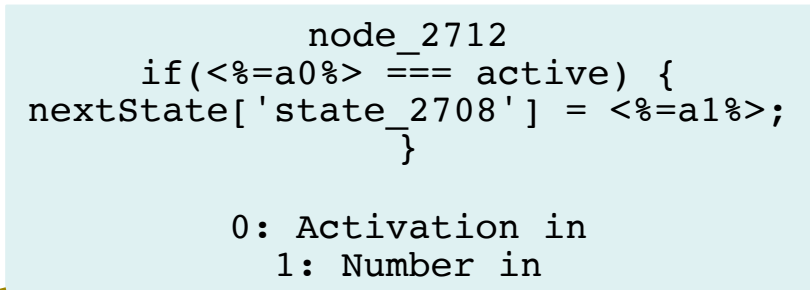 node_2712
if(<%=a0%> === active) {
nextState['state_2708'] = <%=a1%>;
}
0: Activation in
1: Number in